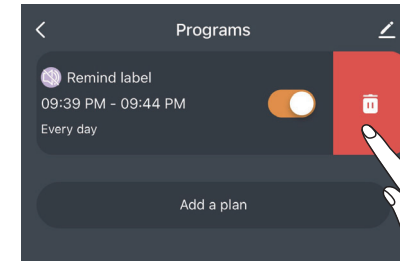 Programs
Remind label
09:39 PM - 09:44 PM
Every day
Add a plan